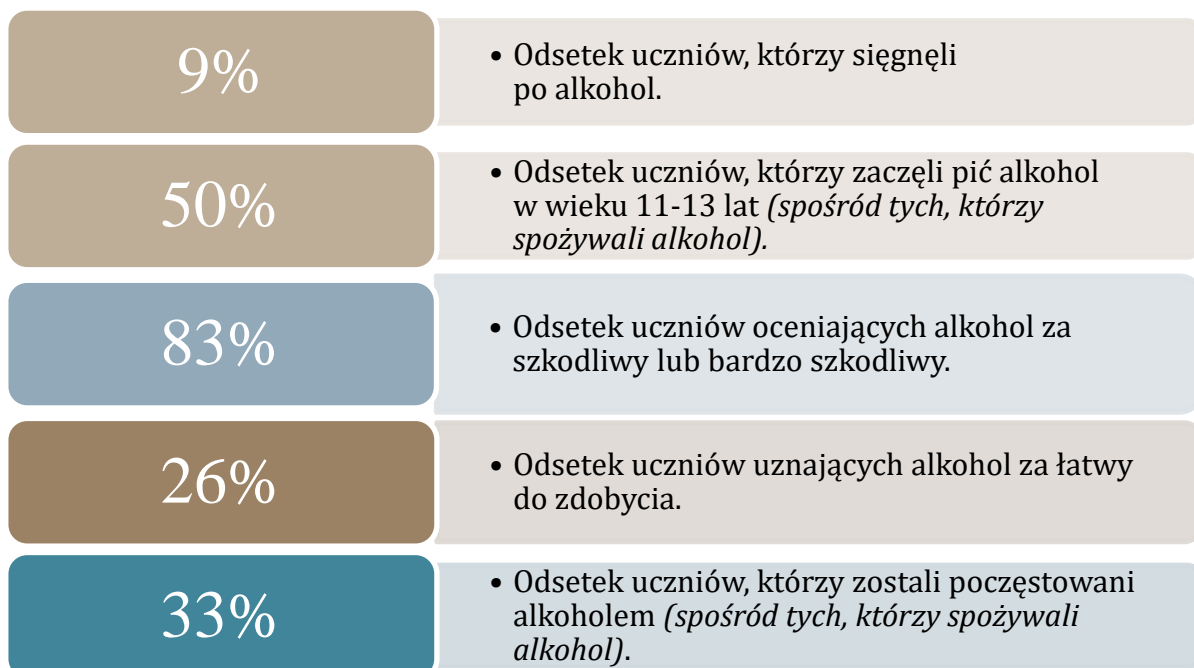 9%
• Odsetek uczniów, którzy sięgnęli
po alkohol.
50%
• Odsetek uczniów, którzy zaczęli pić alkohol
w wieku 11-13 lat (spośród tych, którzy
spożywali alkohol).
83%
• Odsetek uczniów oceniających alkohol za
szkodliwy lub bardzo szkodliwy.
26%
• Odsetek uczniów uznających alkohol za łatwy
do zdobycia.
33%
• Odsetek uczniów, którzy zostali poczęstowani
alkoholem (spośród tych, którzy spożywali
alkohol).